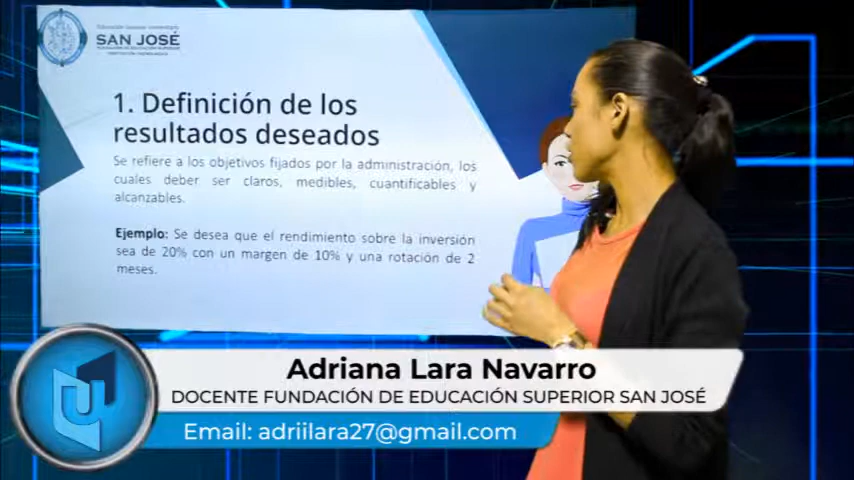 SAN JOSÉ
1. Definición de los
resultados deseados
Se refiere a los objetivos fijados por la administración, los
cuales deber ser claros, medibles, cuantificables y
alcanzables.
Ejemplo: Se desea que el rendimiento sobre la inversión
sea de 20% con un margen de 10% y una rotación de 2
meses.
Adriana Lara Navarro
DOCENTE FUNDACIÓN DE EDUCACIÓN SUPERIOR SAN JOSÉ
Email: adriilara27@gmail.com